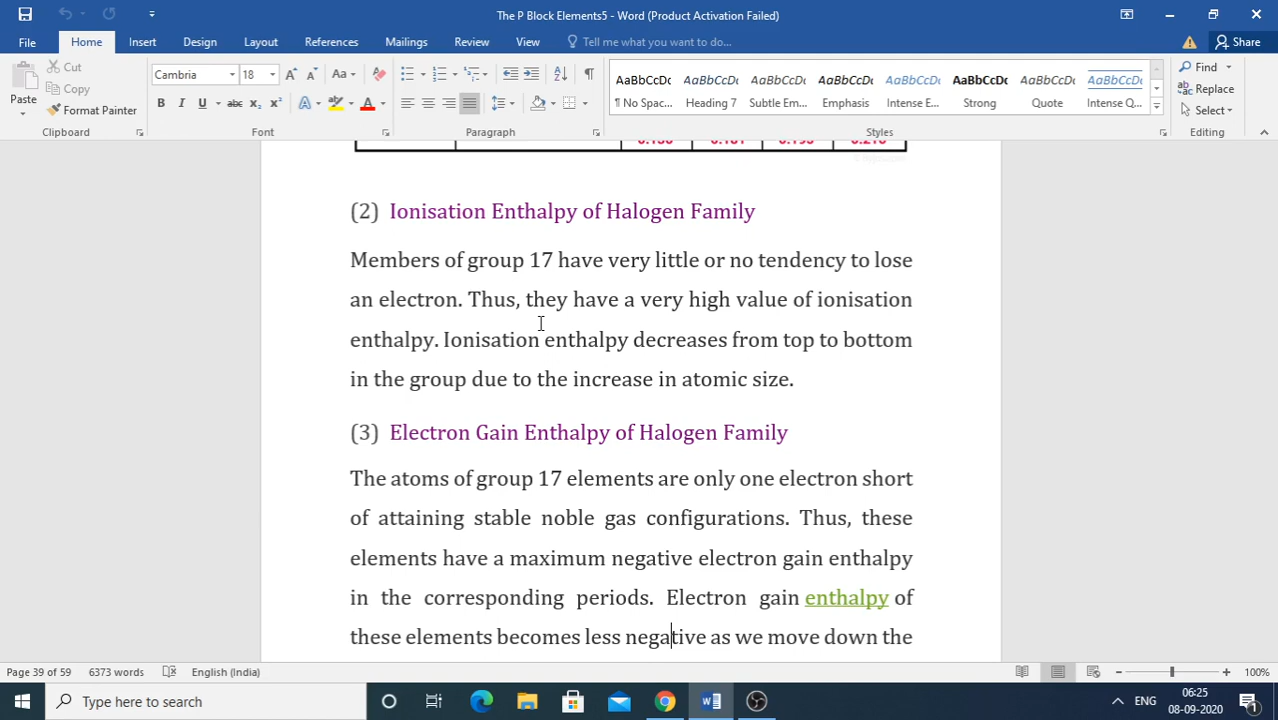 The P Block Elements5 - Word (Product Activation Failed)
File Home Insert Design Layout References Mailings Review View Tell me what you want to do... Share
Paste Cut Copy Format Painter
Cambria 18
AaBbCcDc AaBbCcDc AaBbCcDc AaBbCcDc AaBbCcDc AaBbCcDc AaBbCcDc AaBbCcDc
¶ No Spac... Heading 7 Subtle Em... Emphasis Intense E... Strong Quote Intense Q...
Find
Replace
Select
Clipboard Font Paragraph Styles Editing
0.136 0.181 0.195 0.216
(2) Ionisation Enthalpy of Halogen Family
Members of group 17 have very little or no tendency to lose
an electron. Thus, they have a very high value of ionisation
enthalpy. Ionisation enthalpy decreases from top to bottom
in the group due to the increase in atomic size.
(3) Electron Gain Enthalpy of Halogen Family
The atoms of group 17 elements are only one electron short
of attaining stable noble gas configurations. Thus, these
elements have a maximum negative electron gain enthalpy
in the corresponding periods. Electron gain enthalpy of
these elements becomes less negative as we move down the
Page 39 of 59 6373 words English (India) 100%
Type here to search
ENG
06:25
08-09-2020